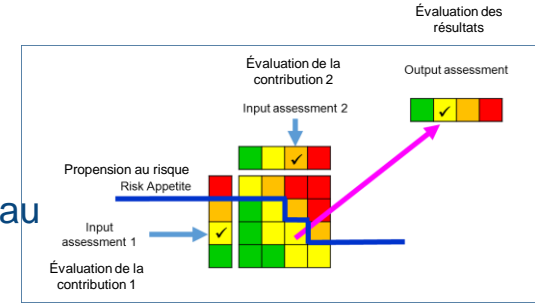 Évaluation des
résultats
Évaluation de la
contribution 2
Output assessment
Input assessment 2
Propension au risque
Risk Appetite
au
Input
assessment 1
Évaluation de la
contribution 1